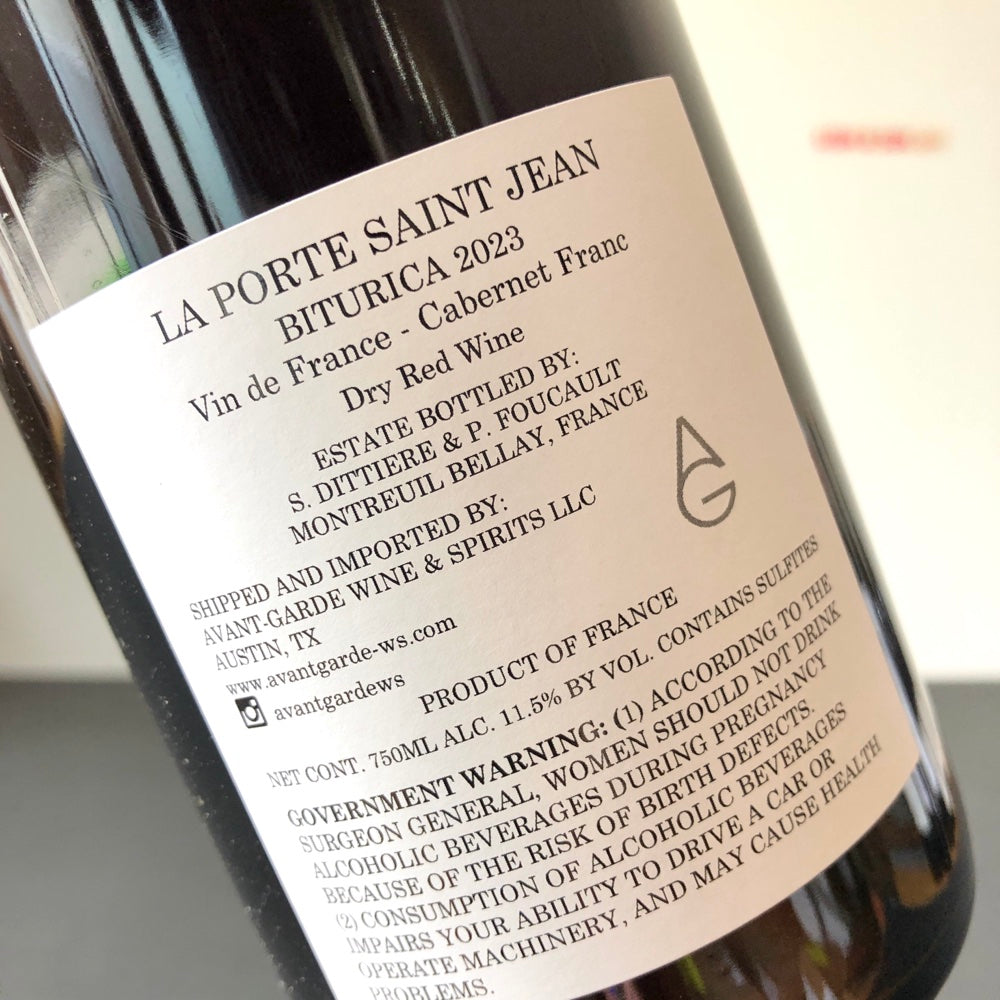 LA PORTE SAINT JEAN
BITURICA 2023
Vin de France - Cabernet Franc
Dry Red Wine
ESTATE BOTTLED BY:
S. DITTIERE & P. FOUCAULT
MONTREUIL BELLAY, FRANCE
AG
SHIPPED AND IMPORTED BY:
AVANT-GARDE WINE & SPIRITS LLC
AUSTIN, TX
www.avantgarde-ws.com
avantgardews
PRODUCT OF FRANCE
NET CONT. 750ML ALC. 11.5% BY VOL. CONTAINS SULFITES
GOVERNMENT WARNING: (1) ACCORDING TO THE
SURGEON GENERAL, WOMEN SHOULD NOT DRINK
ALCOHOLIC BEVERAGES DURING PREGNANCY
BECAUSE OF THE RISK OF BIRTH DEFECTS.
(2) CONSUMPTION OF ALCOHOLIC BEVERAGES
IMPAIRS YOUR ABILITY TO DRIVE A CAR OR
OPERATE MACHINERY, AND MAY CAUSE HEALTH
PROBLEMS.